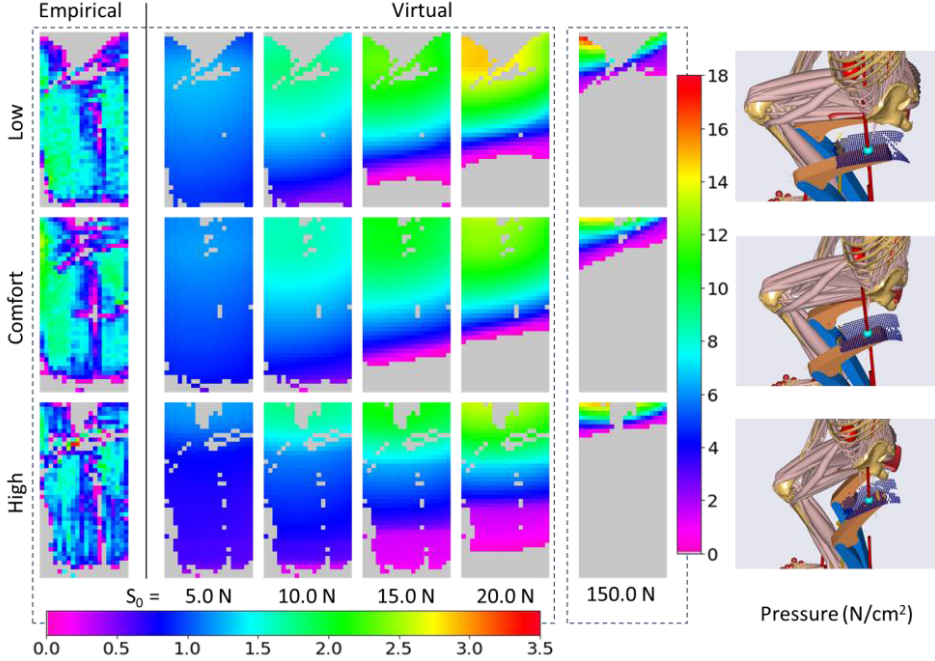 Empirical Virtual
Low
Comfort
High
18
16
14
12
10
8
6
4
2
0
S₀ = 5.0 N 10.0 N 15.0 N 20.0 N 150.0 N
0.0 0.5 1.0 1.5 2.0 2.5 3.0 3.5
Pressure (N/cm²)